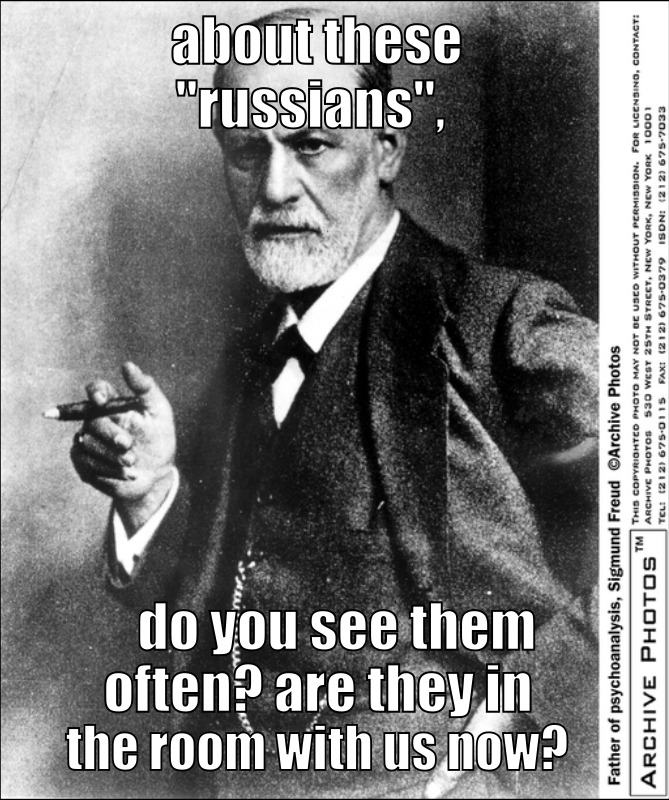 about these
"russians",
do you see them
often? are they in
the room with us now?
Father of psychoanalysis, Sigmund Freud ©Archive Photos
ARCHIVE PHOTOS™
THIS COPYRIGHTED PHOTO MAY NOT BE USED WITHOUT PERMISSION. FOR LICENSING, CONTACT:
ARCHIVE PHOTOS 530 WEST 25TH STREET, NEW YORK, NEW YORK 10001
TEL: (212) 675-0115 FAX: (212) 675-0379 ISDN: (212) 675-7033